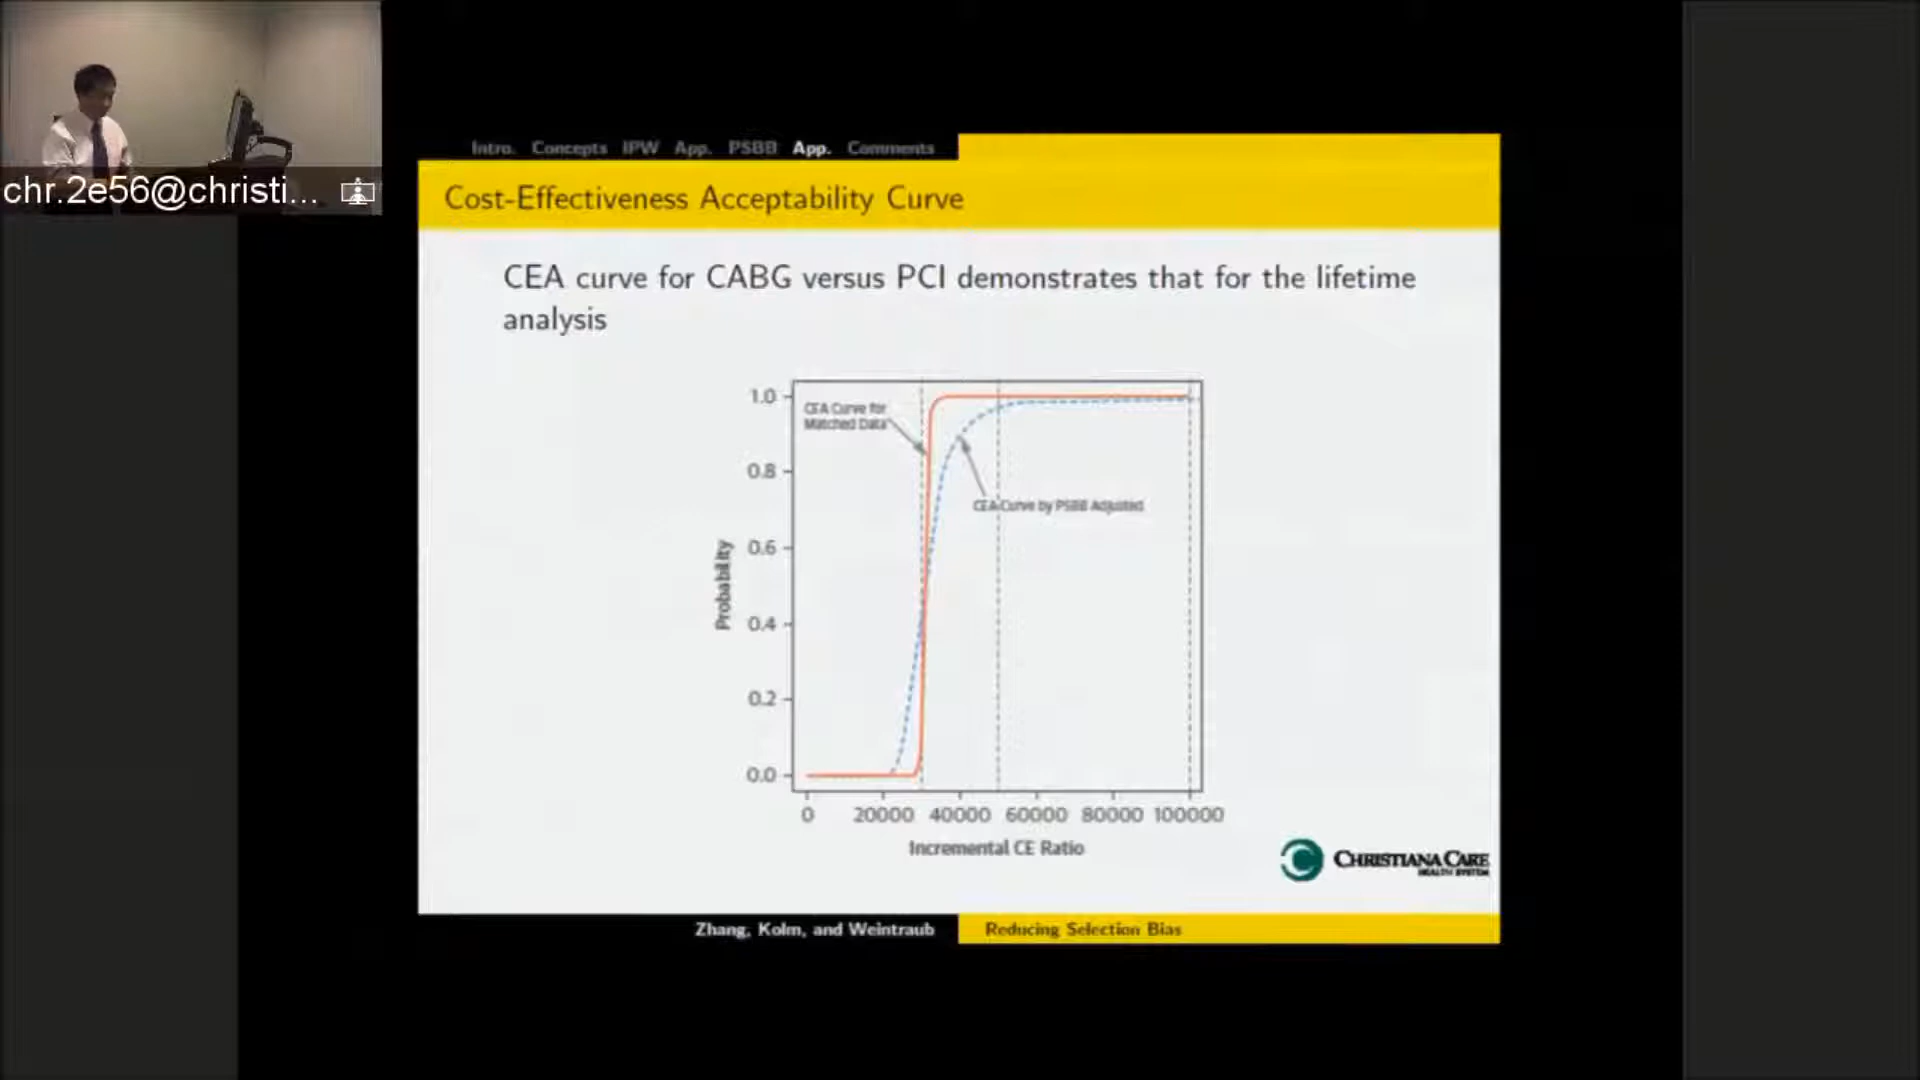 chr.2e56@christi...
Intro. Concepts IPW App. PSBB App. Comments
Cost-Effectiveness Acceptability Curve
CEA curve for CABG versus PCI demonstrates that for the lifetime
analysis
1.0
CEA Curve for
Matched Data
0.8
CEA Curve by PSBB Adjusted
0.6
Probability
0.4
0.2
0.0
0 20000 40000 60000 80000 100000
Incremental CE Ratio
CHRISTIANA CARE
HEALTH SYSTEM
Zhang, Kolm, and Weintraub
Reducing Selection Bias